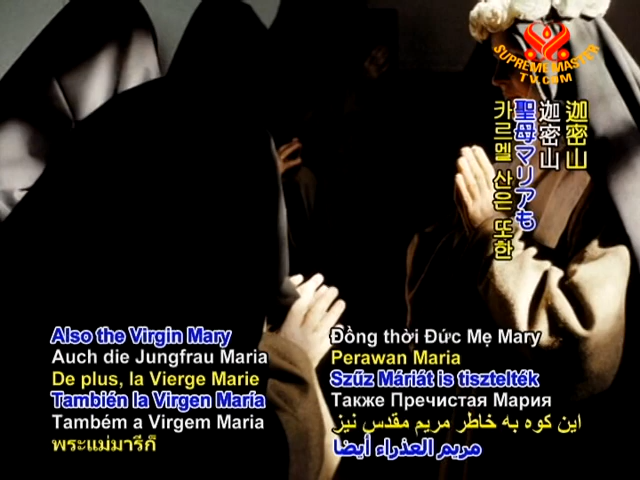 SUPREME MASTER
TV.COM
迦密山
迦密山
聖母マリアも
카르멜 산은 또한
Also the Virgin Mary
Auch die Jungfrau Maria
De plus, la Vierge Marie
También la Virgen María
Também a Virgem Maria
พระแม่มารีก็
Đồng thời Đức Mẹ Mary
Perawan Maria
Szűz Máriát is tisztelték
Также Пречистая Мария
این کوه به خاطر مریم مقدس نیز
مريم العذراء أيضا